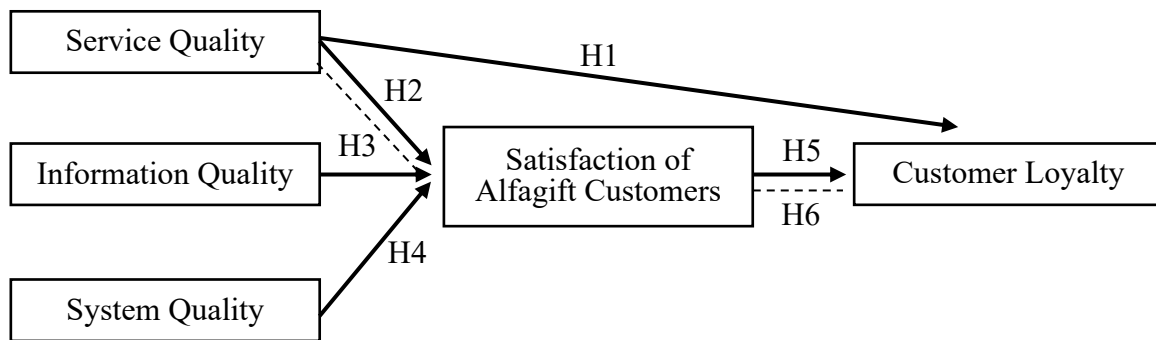 Service Quality
H1
H2
H3
Information Quality
Satisfaction of
Alfagift Customers
H5
Customer Loyalty
H6
H4
System Quality